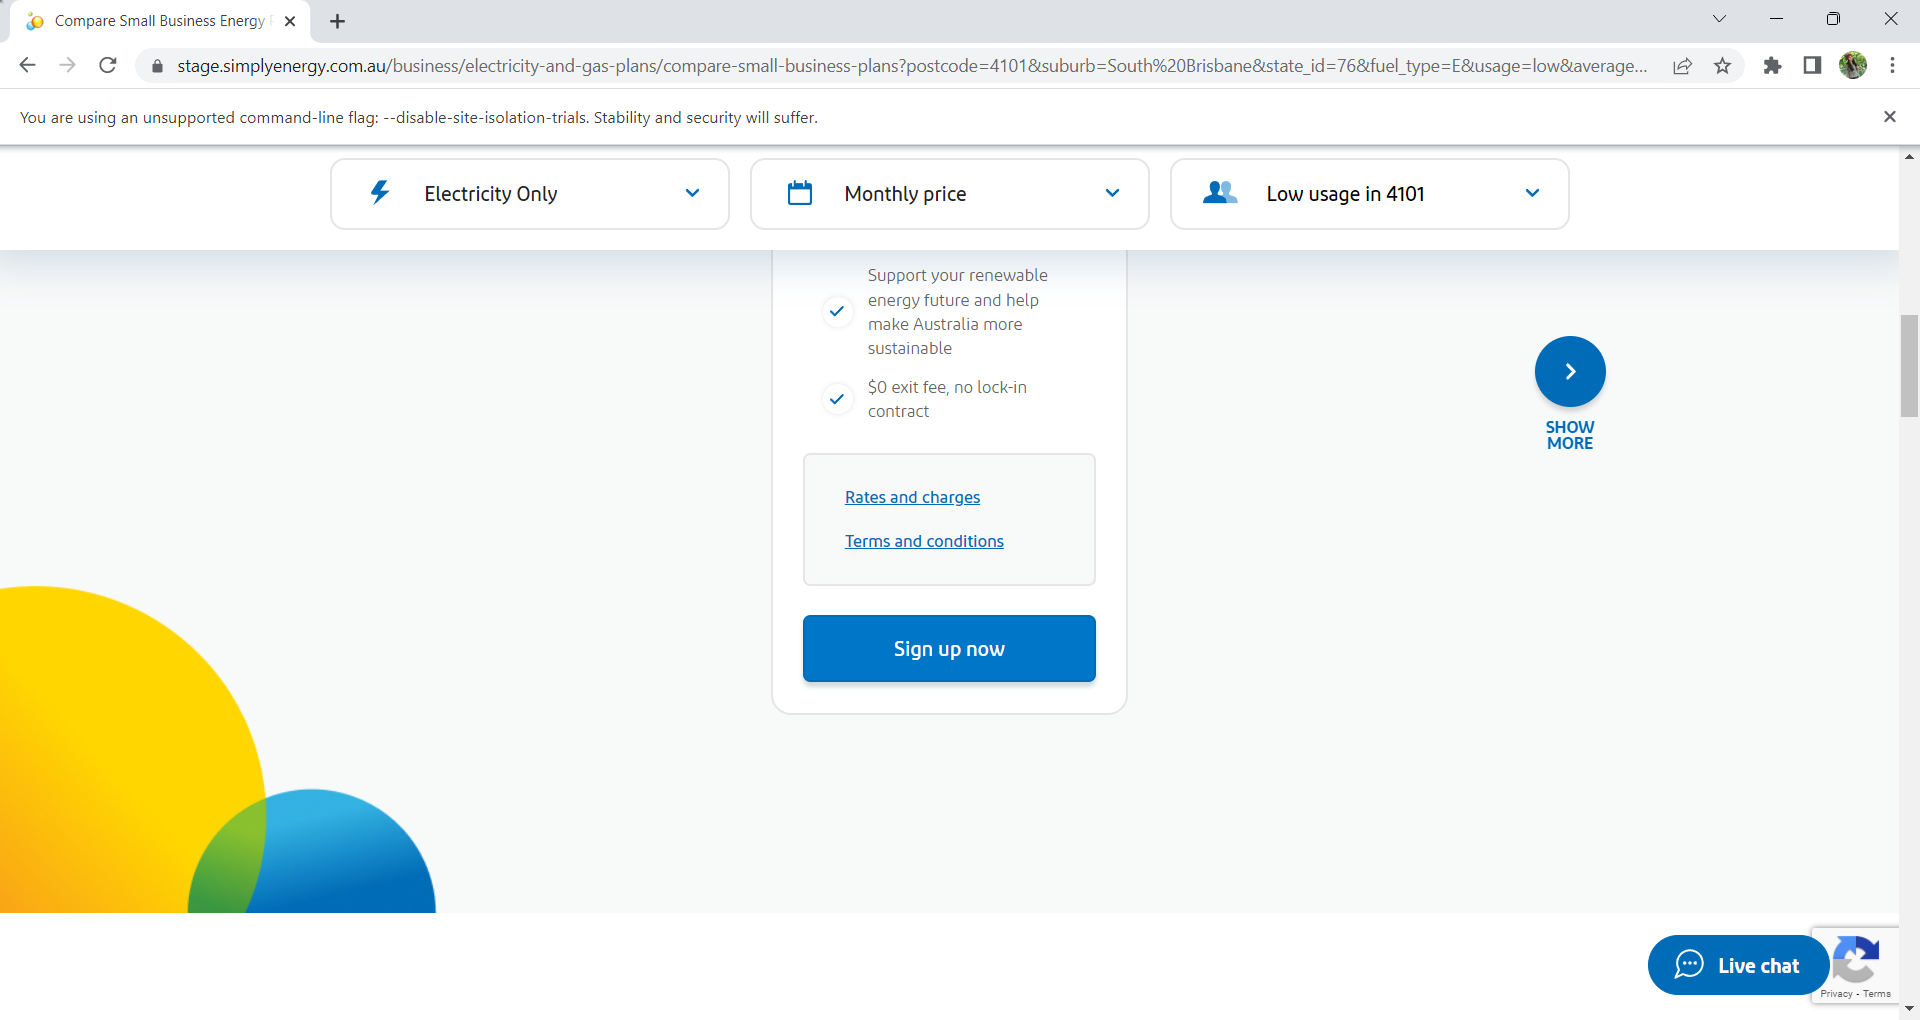 Compare Small Business Energy
stage.simplyenergy.com.au/business/electricity-and-gas-plans/compare-small-business-plans?postcode=4101&suburb=South%20Brisbane&state_id=76&fuel_type=E&usage=low&average...
You are using an unsupported command-line flag: --disable-site-isolation-trials. Stability and security will suffer.
Electricity Only
Monthly price
Low usage in 4101
Support your renewable
energy future and help
make Australia more
sustainable
$0 exit fee, no lock-in
contract
SHOW
MORE
Rates and charges
Terms and conditions
Sign up now
Live chat
Privacy - Terms